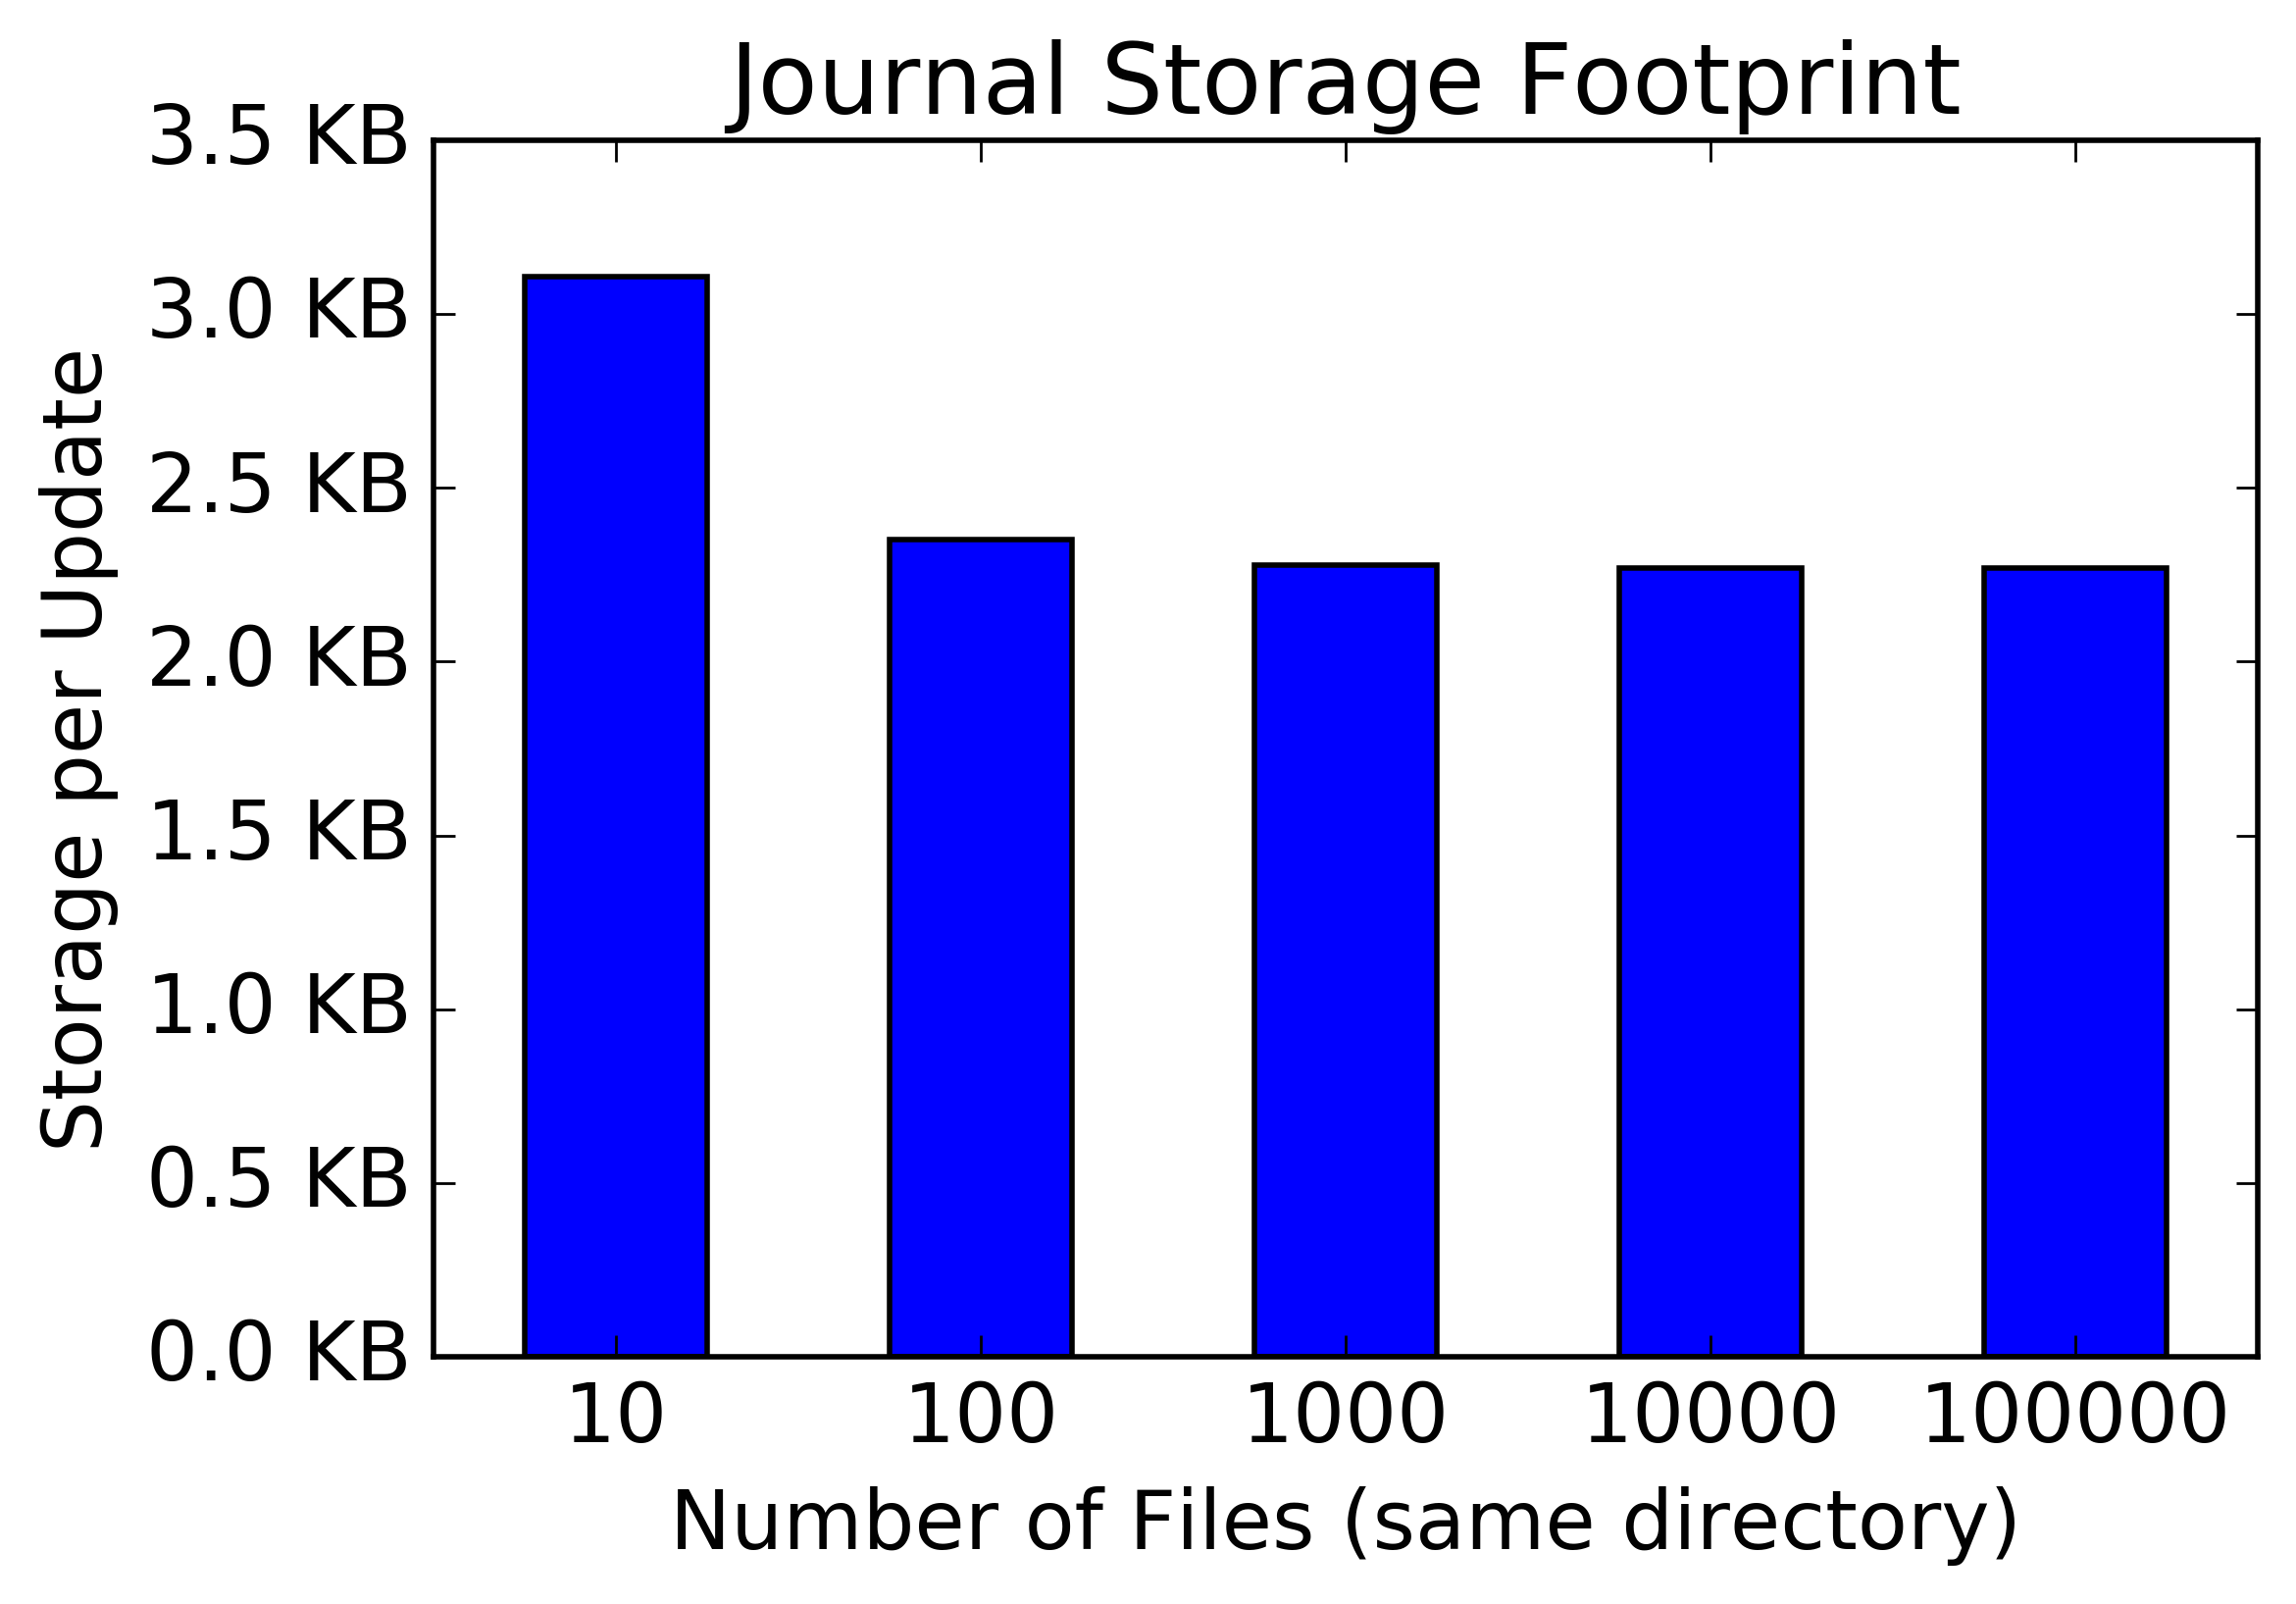 Journal Storage Footprint
3.5 KB
3.0 KB
2.5 KB
2.0 KB
1.5 KB
1.0 KB
0.5 KB
0.0 KB
Storage per Update
10 100 1000 10000 100000
Number of Files (same directory)